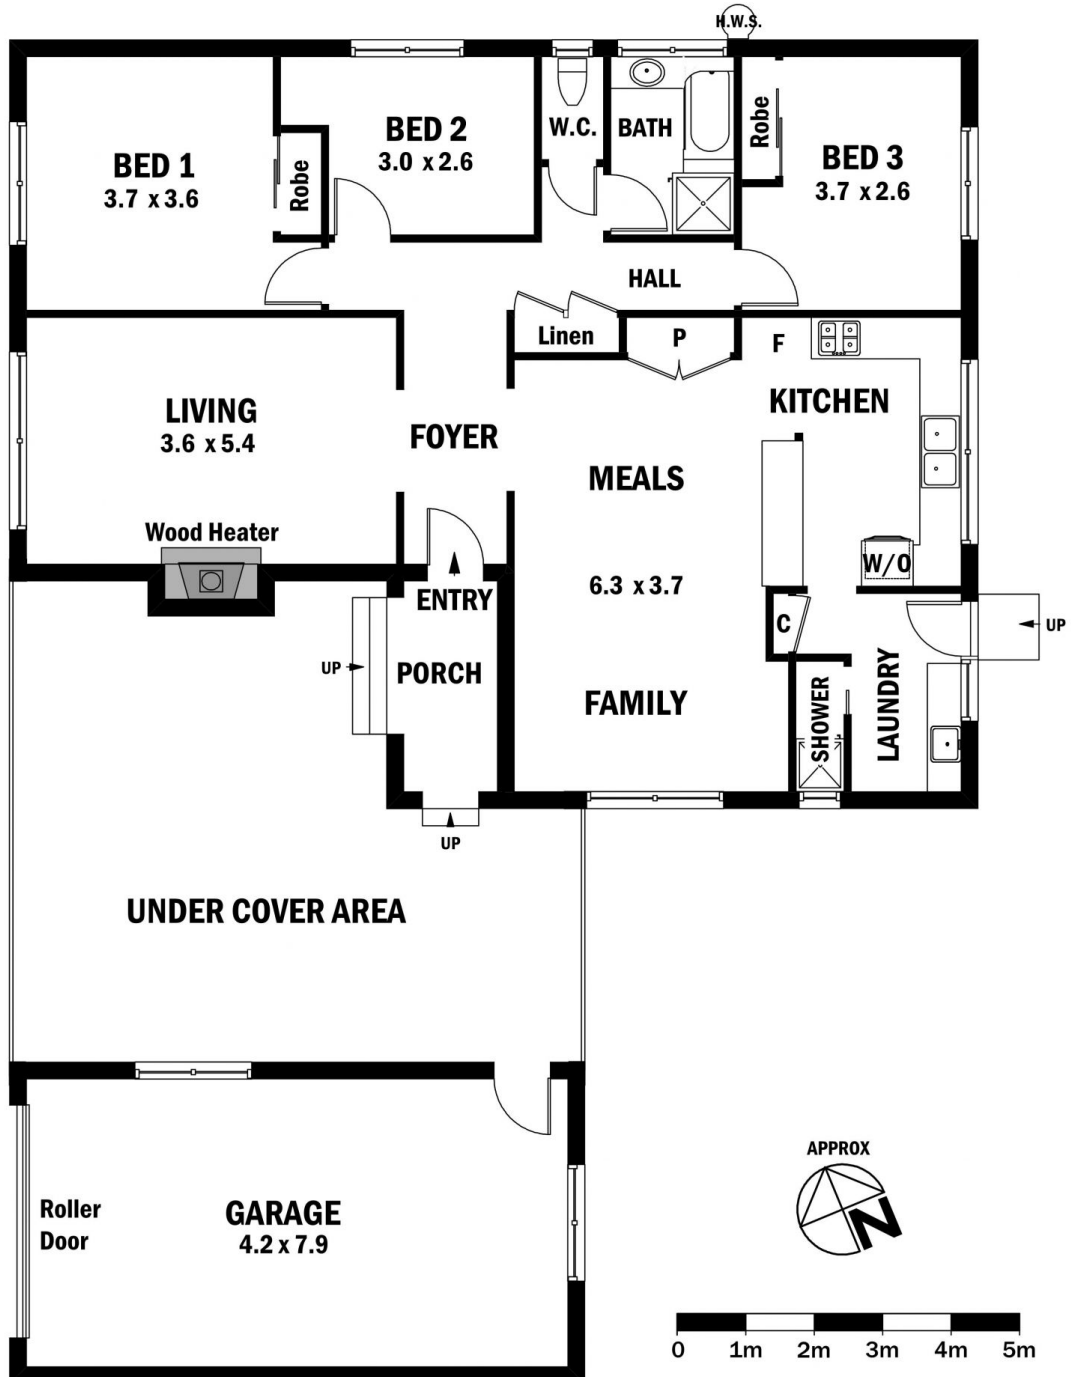 H.W.S.
BED 1
3.7 x 3.6
Robe
BED 2
3.0 x 2.6
W.C.
BATH
Robe
BED 3
3.7 x 2.6
HALL
Linen
P
F
LIVING
3.6 x 5.4
Wood Heater
FOYER
KITCHEN
MEALS
6.3 x 3.7
W/O
ENTRY
C
UP
UP
PORCH
FAMILY
SHOWER
LAUNDRY
UP
UNDER COVER AREA
Roller
Door
GARAGE
4.2 x 7.9
APPROX
N
0 1m 2m 3m 4m 5m